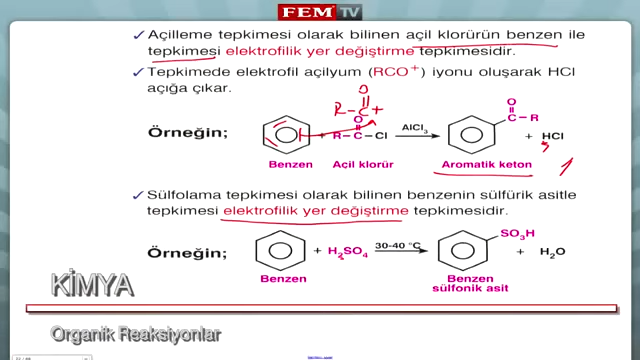 FEM TV
✓ Açilleme tepkimesi olarak bilinen açil klorürün benzen ile
tepkimesi elektrofilik yer değiştirme tepkimesidir.
✓ Tepkimede elektrofil açilyum (RCO⁺) iyonu oluşarak HCl
açığa çıkar.
O
R – C +
O
O
Örneğin; + R – C – Cl AlCl₃ C – R + HCl
Benzen Açil klorür Aromatik keton
✓ Sülfolama tepkimesi olarak bilinen benzenin sülfürik asitle
tepkimesi elektrofilik yer değiştirme tepkimesidir.
SO₃H
Örneğin; + H₂SO₄ 30-40 °C + H₂O
Benzen Benzen
sülfonik asit
KİMYA
Organik Reaksiyonlar